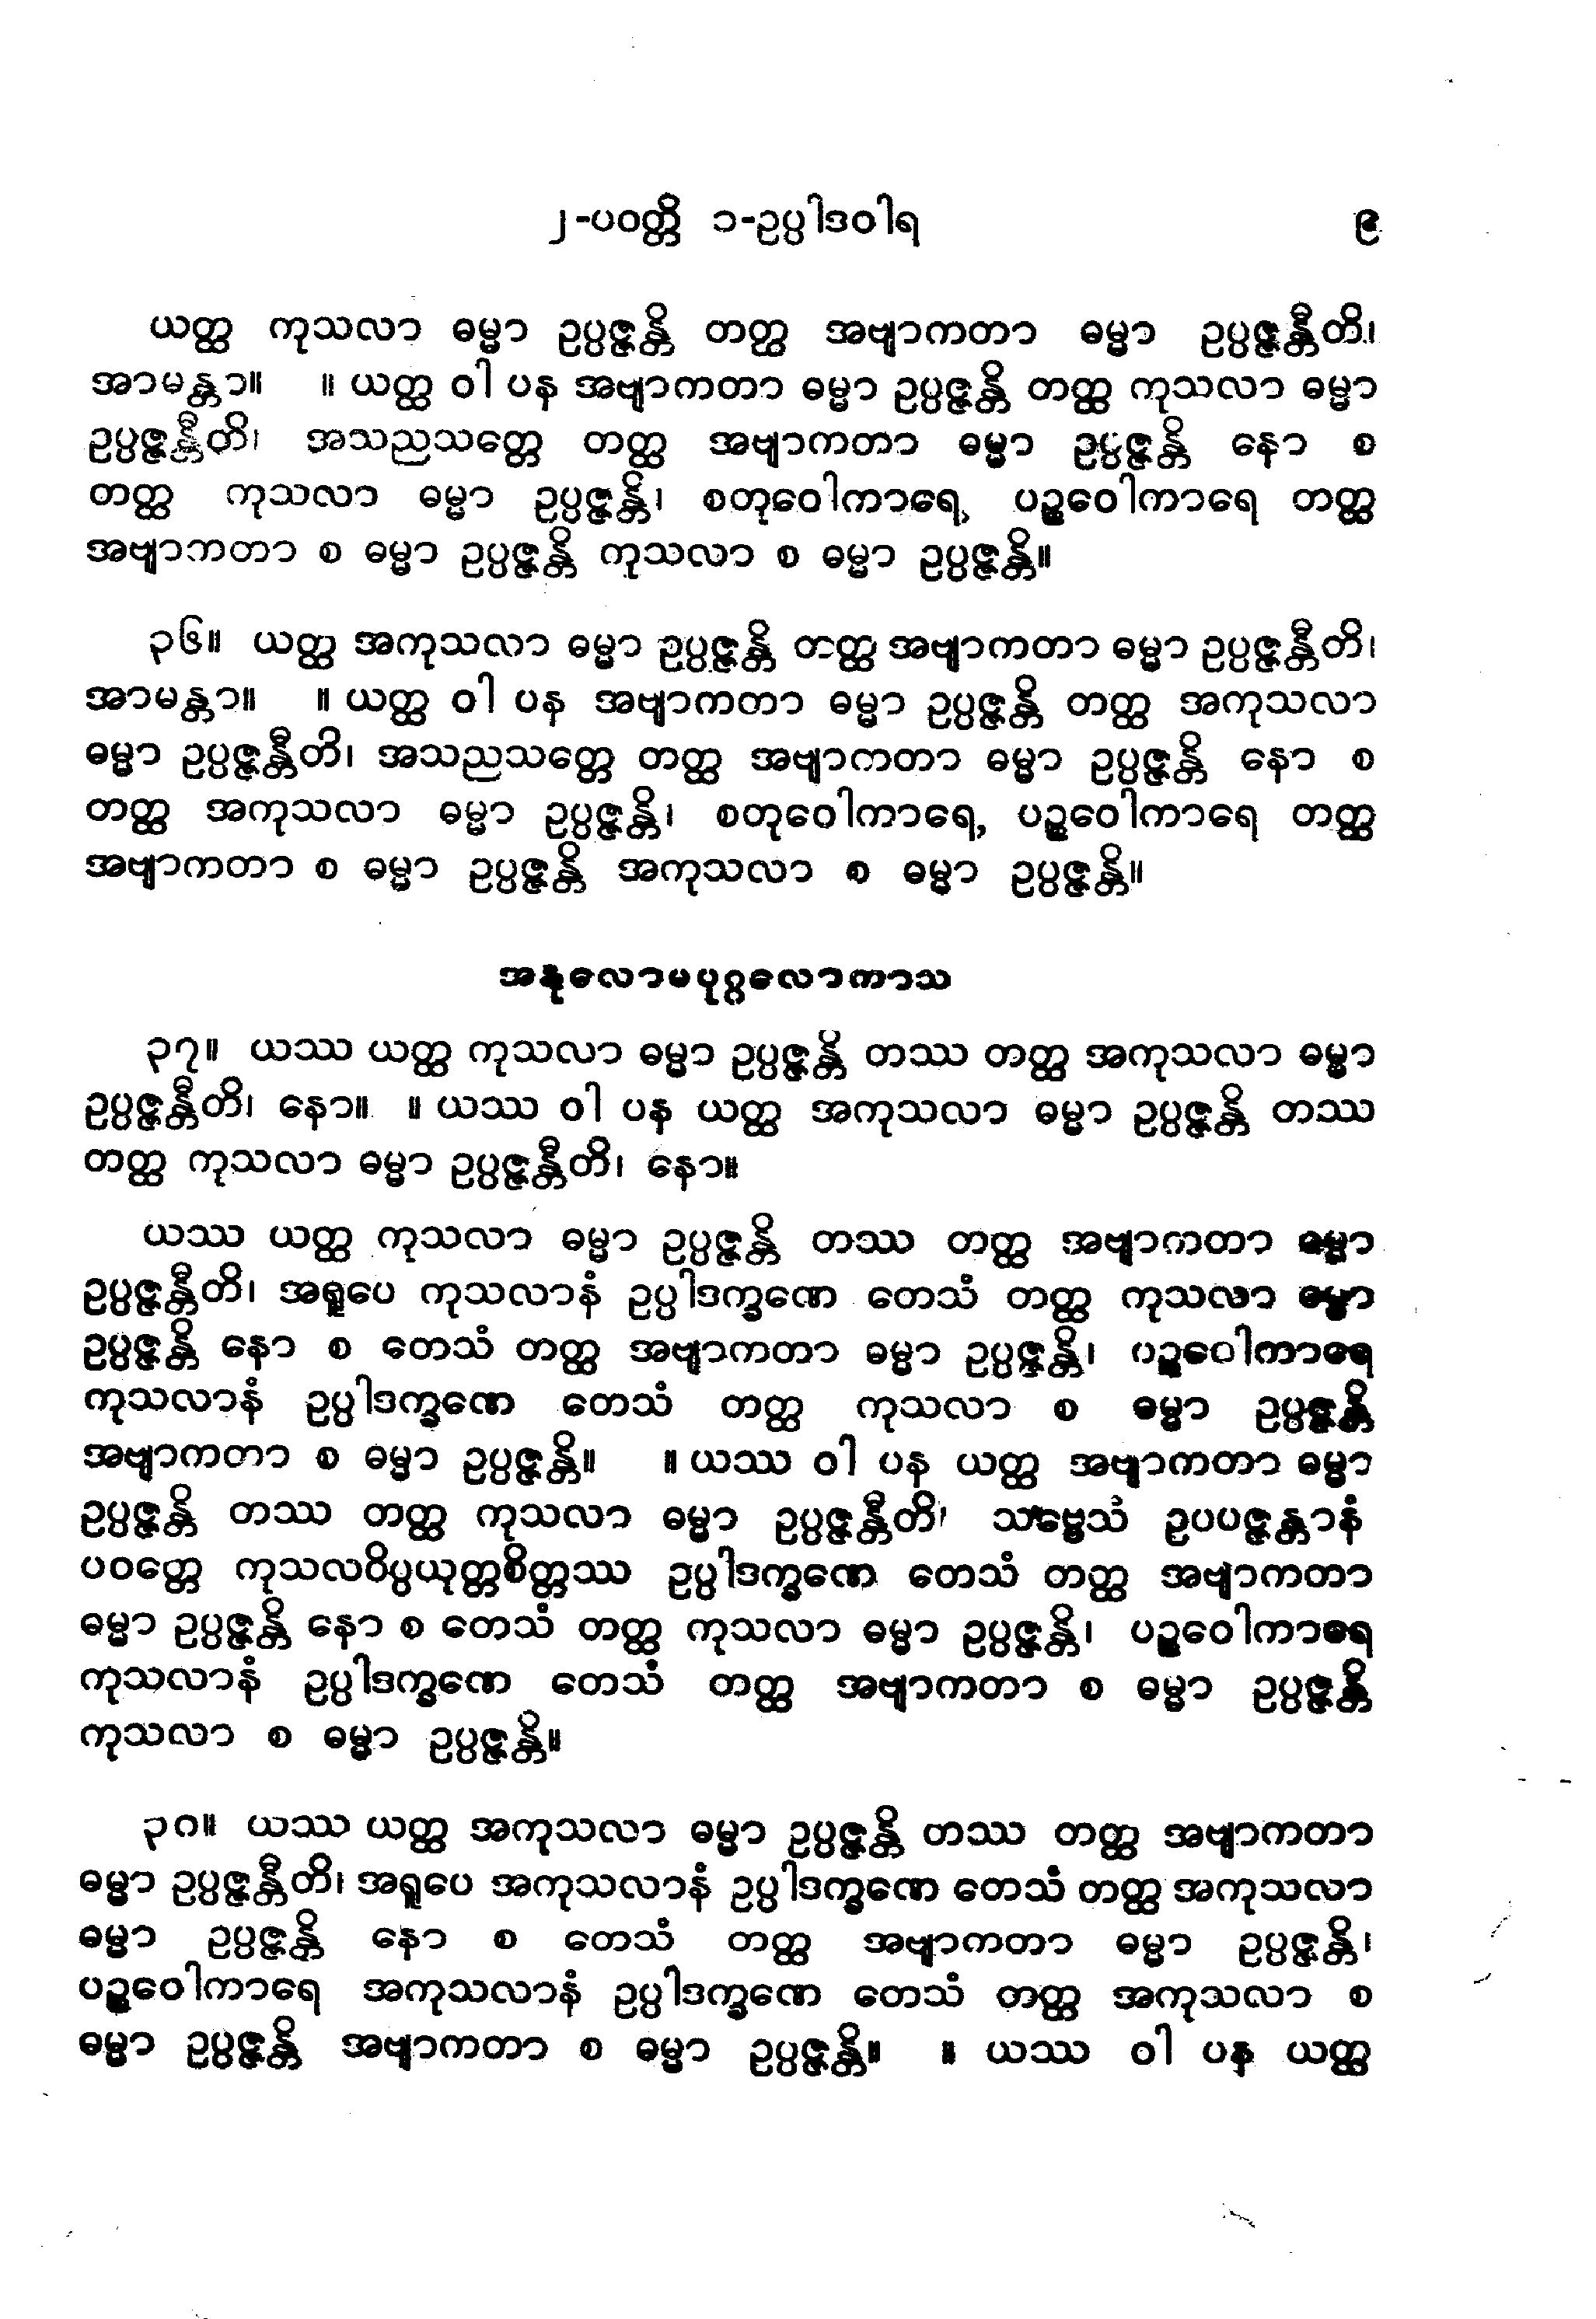 ၂-ပဝတ္တိ ၁-ဥပ္ပါဒဝါရ ၉
ယတ္ထ ကုသလာ ဓမ္မာ ဥပ္ပဇ္ဇန္တိ တတ္ထ အဗျာကတာ ဓမ္မာ ဥပ္ပဇ္ဇန္တီတိ၊
အာမန္တာ။ ။ ယတ္ထ ဝါ ပန အဗျာကတာ ဓမ္မာ ဥပ္ပဇ္ဇန္တိ တတ္ထ ကုသလာ ဓမ္မာ
ဥပ္ပဇ္ဇန္တီတိ၊ အသညသတ္တေ တတ္ထ အဗျာကတာ ဓမ္မာ ဥပ္ပဇ္ဇန္တိ နော စ
တတ္ထ ကုသလာ ဓမ္မာ ဥပ္ပဇ္ဇန္တိ၊ စတုဝေါကာရေ, ပဉ္စဝေါကာရေ တတ္ထ
အဗျာကတာ စ ဓမ္မာ ဥပ္ပဇ္ဇန္တိ ကုသလာ စ ဓမ္မာ ဥပ္ပဇ္ဇန္တိ။
၃၆။ ယတ္ထ အကုသလာ ဓမ္မာ ဥပ္ပဇ္ဇန္တိ တတ္ထ အဗျာကတာ ဓမ္မာ ဥပ္ပဇ္ဇန္တီတိ၊
အာမန္တာ။ ။ ယတ္ထ ဝါ ပန အဗျာကတာ ဓမ္မာ ဥပ္ပဇ္ဇန္တိ တတ္ထ အကုသလာ
ဓမ္မာ ဥပ္ပဇ္ဇန္တီတိ၊ အသညသတ္တေ တတ္ထ အဗျာကတာ ဓမ္မာ ဥပ္ပဇ္ဇန္တိ နော စ
တတ္ထ အကုသလာ ဓမ္မာ ဥပ္ပဇ္ဇန္တိ၊ စတုဝေါကာရေ, ပဉ္စဝေါကာရေ တတ္ထ
အဗျာကတာ စ ဓမ္မာ ဥပ္ပဇ္ဇန္တိ အကုသလာ စ ဓမ္မာ ဥပ္ပဇ္ဇန္တိ။
အနုလောမပုဂ္ဂလောကာသ
၃၇။ ယဿ ယတ္ထ ကုသလာ ဓမ္မာ ဥပ္ပဇ္ဇန္တိ တဿ တတ္ထ အကုသလာ ဓမ္မာ
ဥပ္ပဇ္ဇန္တီတိ၊ နော။ ။ ယဿ ဝါ ပန ယတ္ထ အကုသလာ ဓမ္မာ ဥပ္ပဇ္ဇန္တိ တဿ
တတ္ထ ကုသလာ ဓမ္မာ ဥပ္ပဇ္ဇန္တီတိ၊ နော။
ယဿ ယတ္ထ ကုသလာ ဓမ္မာ ဥပ္ပဇ္ဇန္တိ တဿ တတ္ထ အဗျာကတာ ဓမ္မာ
ဥပ္ပဇ္ဇန္တီတိ၊ အရူပေ ကုသလာနံ ဥပ္ပါဒက္ခဏေ တေသံ တတ္ထ ကုသလာ ဓမ္မာ
ဥပ္ပဇ္ဇန္တိ နော စ တေသံ တတ္ထ အဗျာကတာ ဓမ္မာ ဥပ္ပဇ္ဇန္တိ၊ ပဉ္စဝေါကာရေ
ကုသလာနံ ဥပ္ပါဒက္ခဏေ တေသံ တတ္ထ ကုသလာ စ ဓမ္မာ ဥပ္ပဇ္ဇန္တိ
အဗျာကတာ စ ဓမ္မာ ဥပ္ပဇ္ဇန္တိ။ ။ ယဿ ဝါ ပန ယတ္ထ အဗျာကတာ ဓမ္မာ
ဥပ္ပဇ္ဇန္တိ တဿ တတ္ထ ကုသလာ ဓမ္မာ ဥပ္ပဇ္ဇန္တီတိ၊ သဗ္ဗေသံ ဥပပဇ္ဇန္တာနံ
ပဝတ္တေ ကုသလဝိပ္ပယုတ္တစိတ္တဿ ဥပ္ပါဒက္ခဏေ တေသံ တတ္ထ အဗျာကတာ
ဓမ္မာ ဥပ္ပဇ္ဇန္တိ နော စ တေသံ တတ္ထ ကုသလာ ဓမ္မာ ဥပ္ပဇ္ဇန္တိ၊ ပဉ္စဝေါကာရေ
ကုသလာနံ ဥပ္ပါဒက္ခဏေ တေသံ တတ္ထ အဗျာကတာ စ ဓမ္မာ ဥပ္ပဇ္ဇန္တိ
ကုသလာ စ ဓမ္မာ ဥပ္ပဇ္ဇန္တိ။
၃၈။ ယဿ ယတ္ထ အကုသလာ ဓမ္မာ ဥပ္ပဇ္ဇန္တိ တဿ တတ္ထ အဗျာကတာ
ဓမ္မာ ဥပ္ပဇ္ဇန္တီတိ၊ အရူပေ အကုသလာနံ ဥပ္ပါဒက္ခဏေ တေသံ တတ္ထ အကုသလာ
ဓမ္မာ ဥပ္ပဇ္ဇန္တိ နော စ တေသံ တတ္ထ အဗျာကတာ ဓမ္မာ ဥပ္ပဇ္ဇန္တိ၊
ပဉ္စဝေါကာရေ အကုသလာနံ ဥပ္ပါဒက္ခဏေ တေသံ တတ္ထ အကုသလာ စ
ဓမ္မာ ဥပ္ပဇ္ဇန္တိ အဗျာကတာ စ ဓမ္မာ ဥပ္ပဇ္ဇန္တိ။ ။ ယဿ ဝါ ပန ယတ္ထ